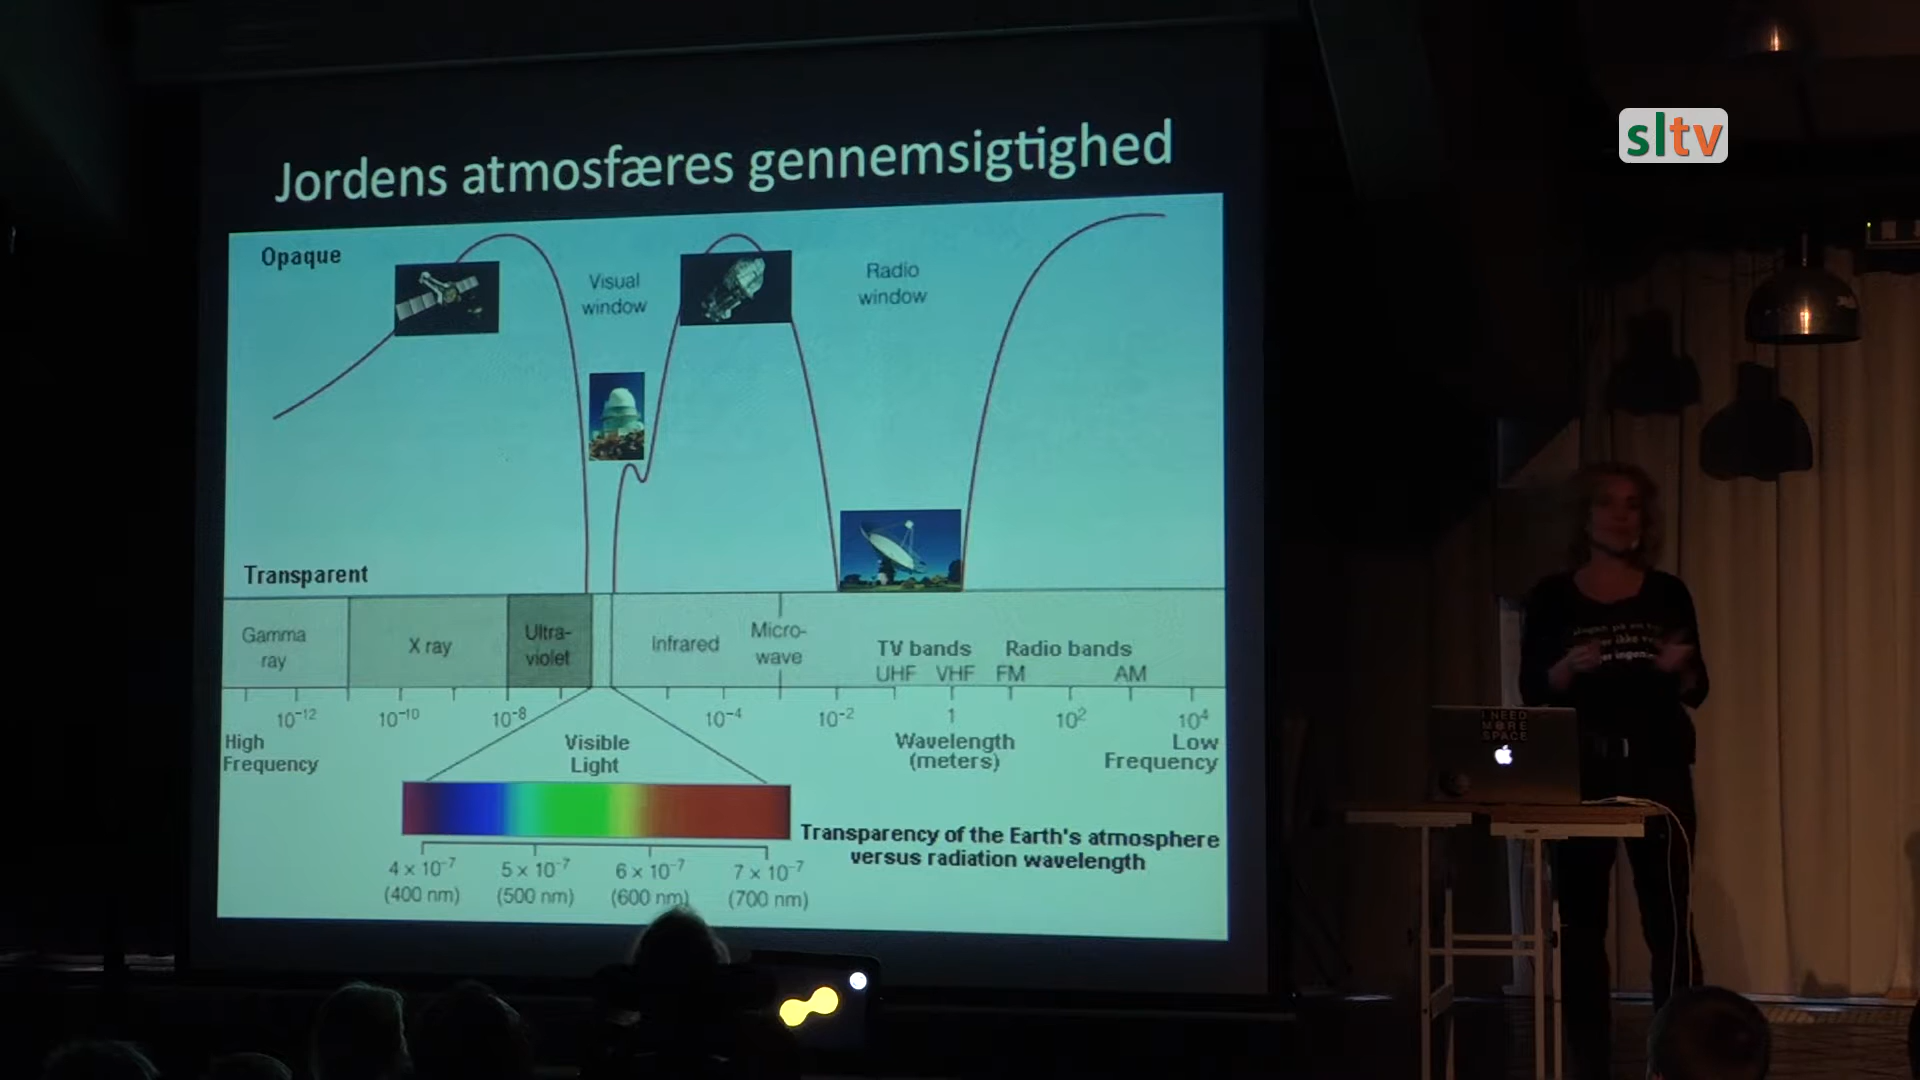 sltv
Jordens atmosfæres gennemsigtighed
Opaque
Visual
window
Radio
window
Transparent
Gamma
ray
X ray
Ultra-
violet
Infrared
Micro-
wave
TV bands
UHF VHF
Radio bands
FM AM
10⁻¹² 10⁻¹⁰ 10⁻⁸ 10⁻⁴ 10⁻² 1 10² 10⁴
High
Frequency
Visible
Light
Wavelength
(meters)
Low
Frequency
Transparency of the Earth's atmosphere
versus radiation wavelength
4 x 10⁻⁷ 5 x 10⁻⁷ 6 x 10⁻⁷ 7 x 10⁻⁷
(400 nm) (500 nm) (600 nm) (700 nm)
I NEED
MORE
SPACE